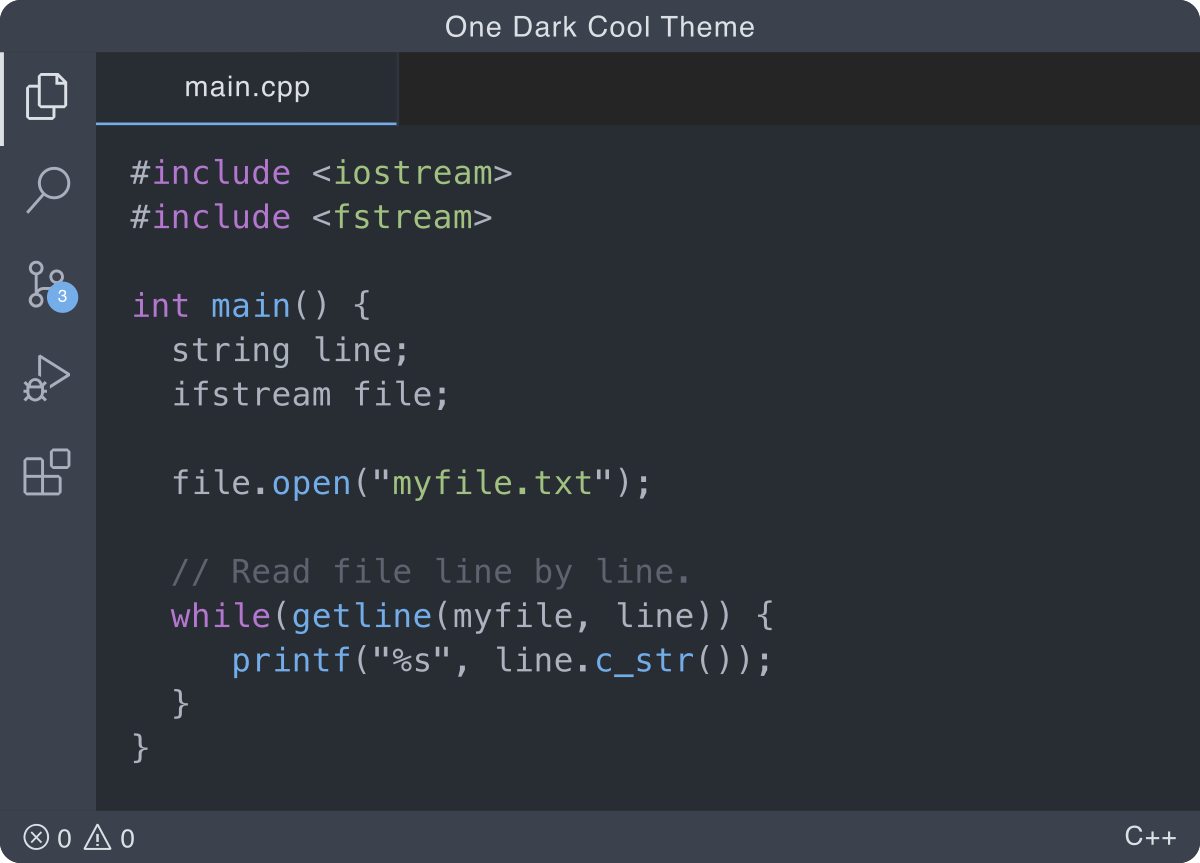 One Dark Cool Theme
main.cpp
#include <iostream>
#include <fstream>

int main() {
  string line;
  ifstream file;

  file.open("myfile.txt");

  // Read file line by line.
  while(getline(myfile, line)) {
     printf("%s", line.c_str());
  }
}
3
0 0
C++